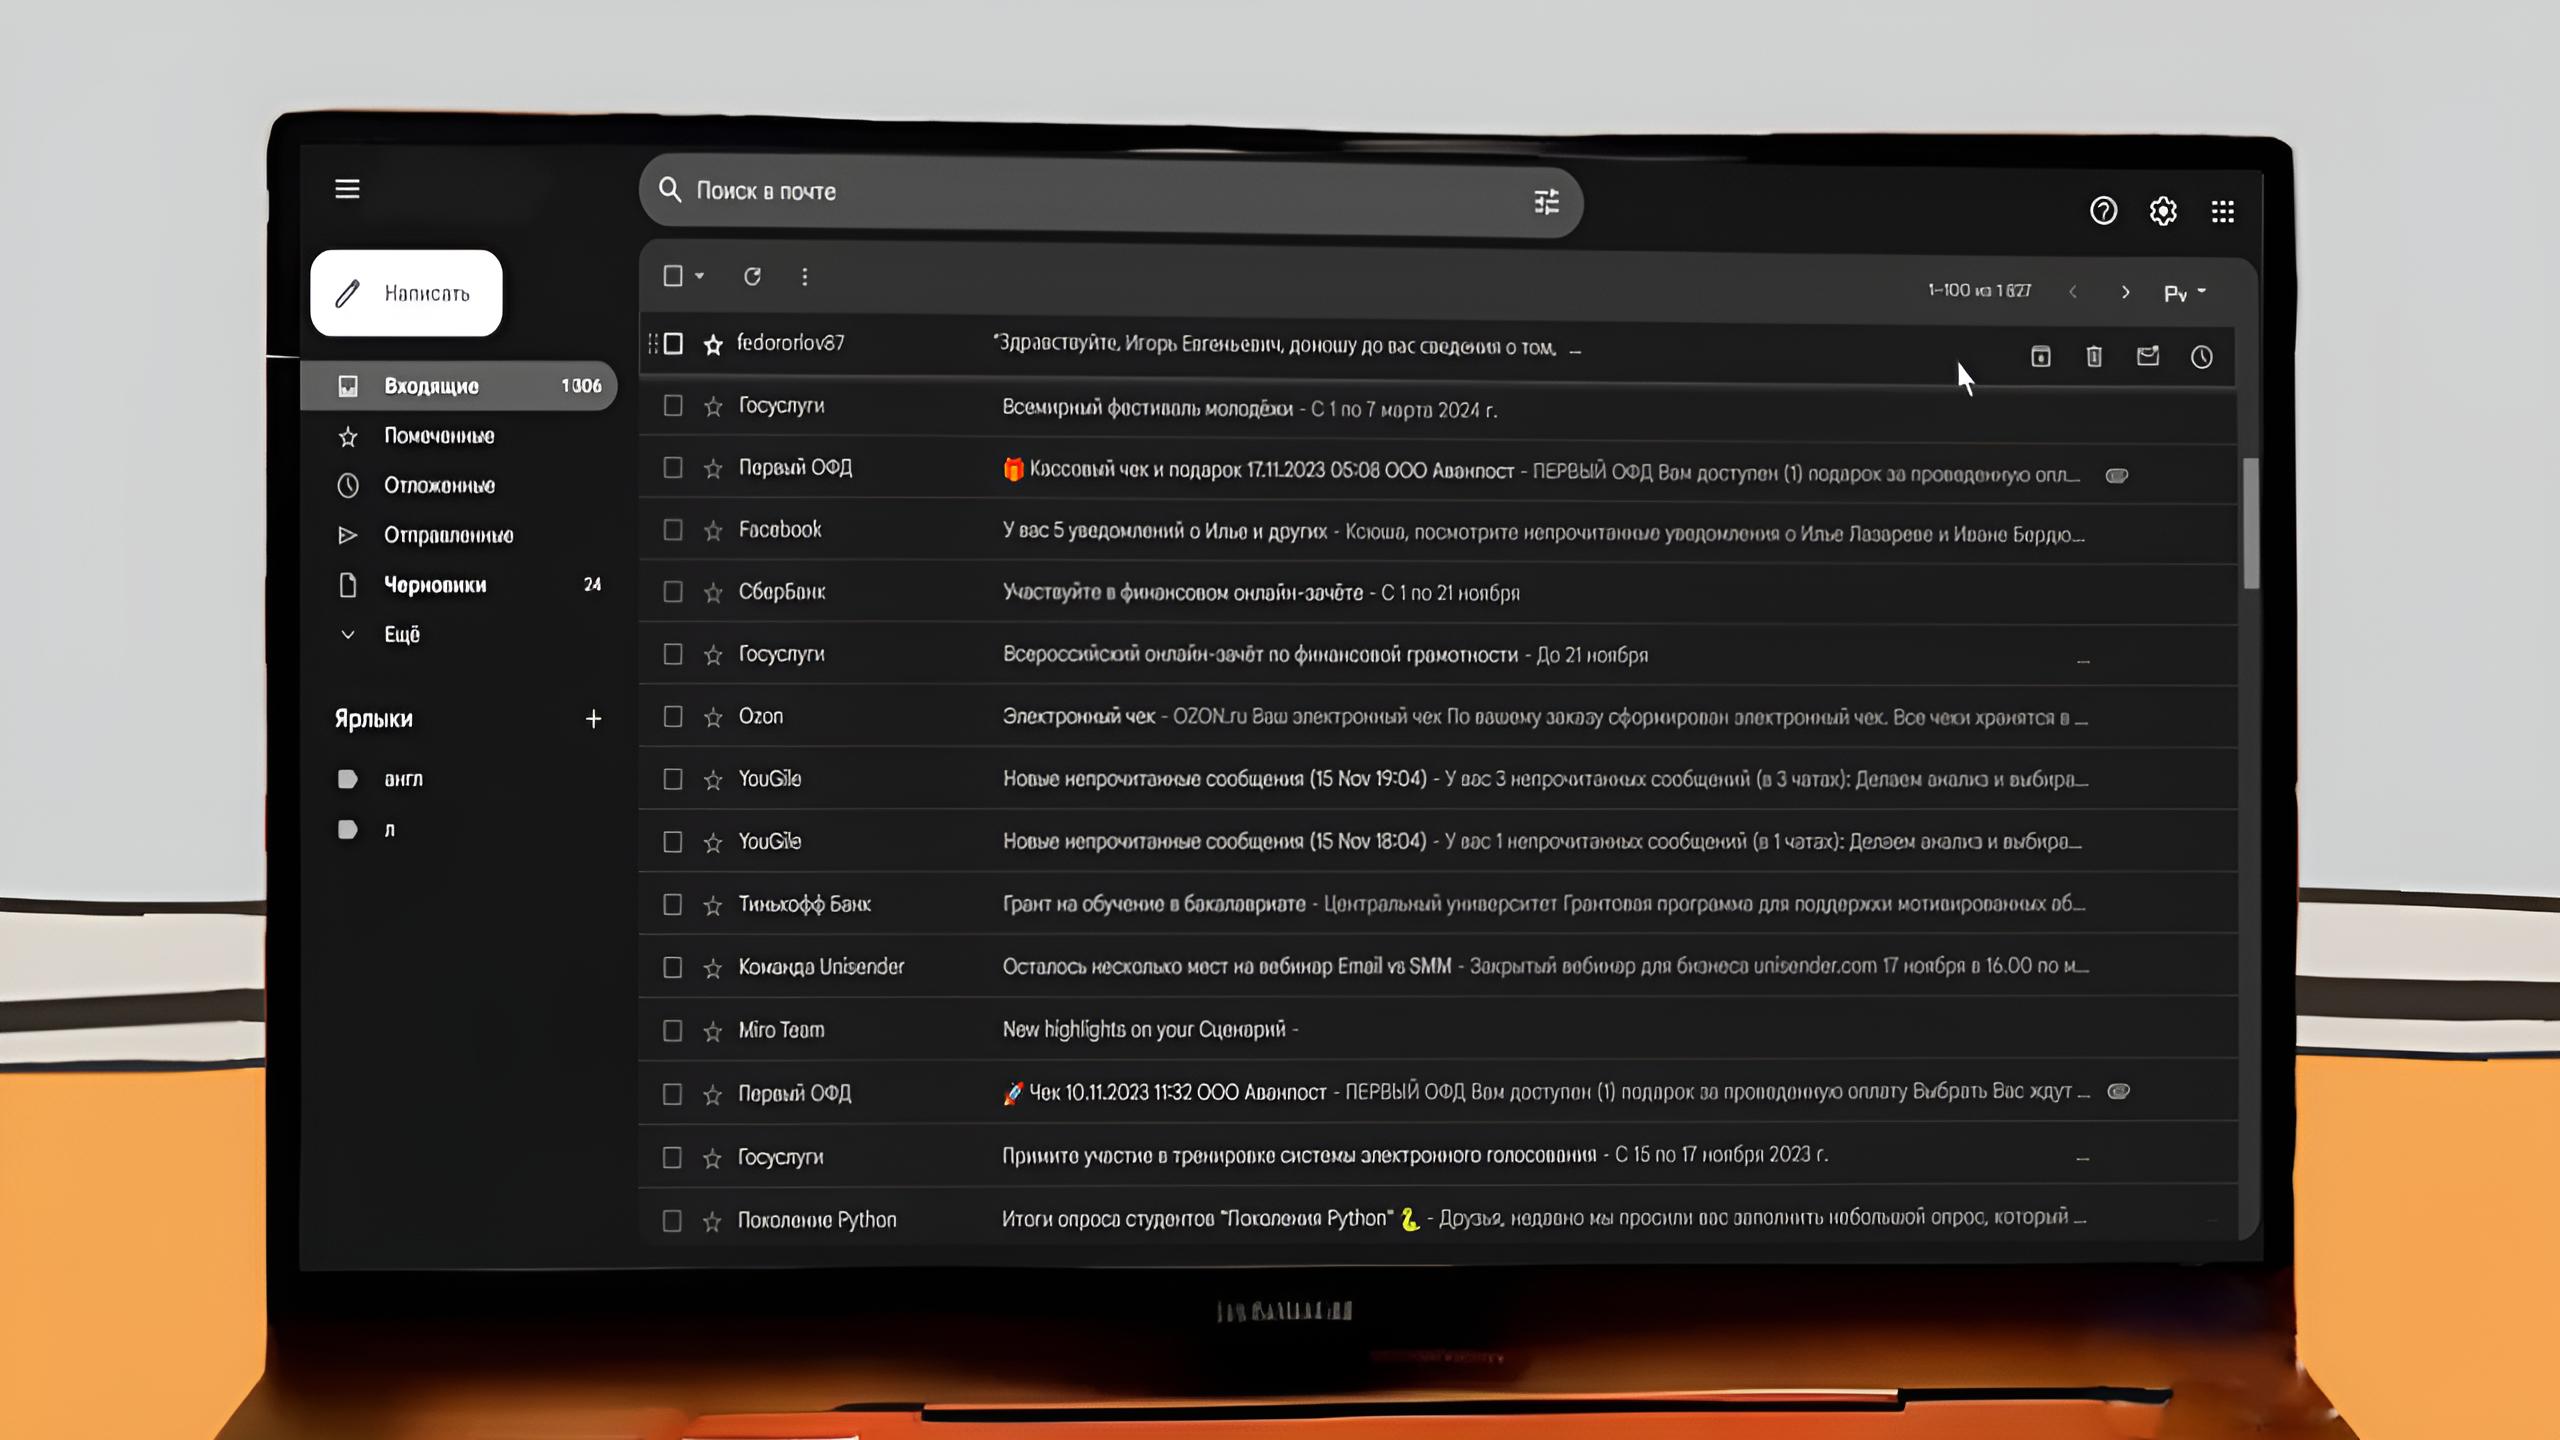 Поиск в почте
Написать
1-100 из 1 827
Ру
Входящие 1 306
Помеченные
Отложенные
Отправленные
Черновики 24
Ещё
Ярлыки +
англ
л
fedororlov87 "Здравствуйте, Игорь Евгеньевич, доношу до вас сведения о том, ...
Госуслуги Всемирный фестиваль молодёжи - С 1 по 7 марта 2024 г.
Первый ОФД 🎁 Кассовый чек и подарок 17.11.2023 05:08 ООО Аванпост - ПЕРВЫЙ ОФД Вам доступен (1) подарок за проведенную опл...
Facebook У вас 5 уведомлений о Илье и других - Ксюша, посмотрите непрочитанные уведомления о Илье Лазареве и Иване Бордю...
СберБанк Участвуйте в финансовом онлайн-зачёте - С 1 по 21 ноября
Госуслуги Всероссийский онлайн-зачёт по финансовой грамотности - До 21 ноября ...
Ozon Электронный чек - OZON.ru Ваш электронный чек По вашему заказу сформирован электронный чек. Все чеки хранятся в ...
YouGile Новые непрочитанные сообщения (15 Nov 19:04) - У вас 3 непрочитанных сообщений (в 3 чатах): Делаем анализ и выбира...
YouGile Новые непрочитанные сообщения (15 Nov 18:04) - У вас 1 непрочитанных сообщений (в 1 чатах): Делаем анализ и выбира...
Тинькофф Банк Грант на обучение в бакалавриате - Центральный университет Грантовая программа для поддержки мотивированных аб...
Команда Unisender Осталось несколько мест на вебинар Email vs SMM - Закрытый вебинар для бизнеса unisender.com 17 ноября в 16.00 по м...
Miro Team New highlights on your Сценарий -
Первый ОФД 🚀 Чек 10.11.2023 11:32 ООО Аванпост - ПЕРВЫЙ ОФД Вам доступен (1) подарок за проведенную оплату Выбрать Вас ждут ...
Госуслуги Примите участие в тренировке системы электронного голосования - С 15 по 17 ноября 2023 г. ...
Поколение Python Итоги опроса студентов "Поколения Python" 🐍 - Друзья, недавно мы просили вас заполнить небольшой опрос, который ...